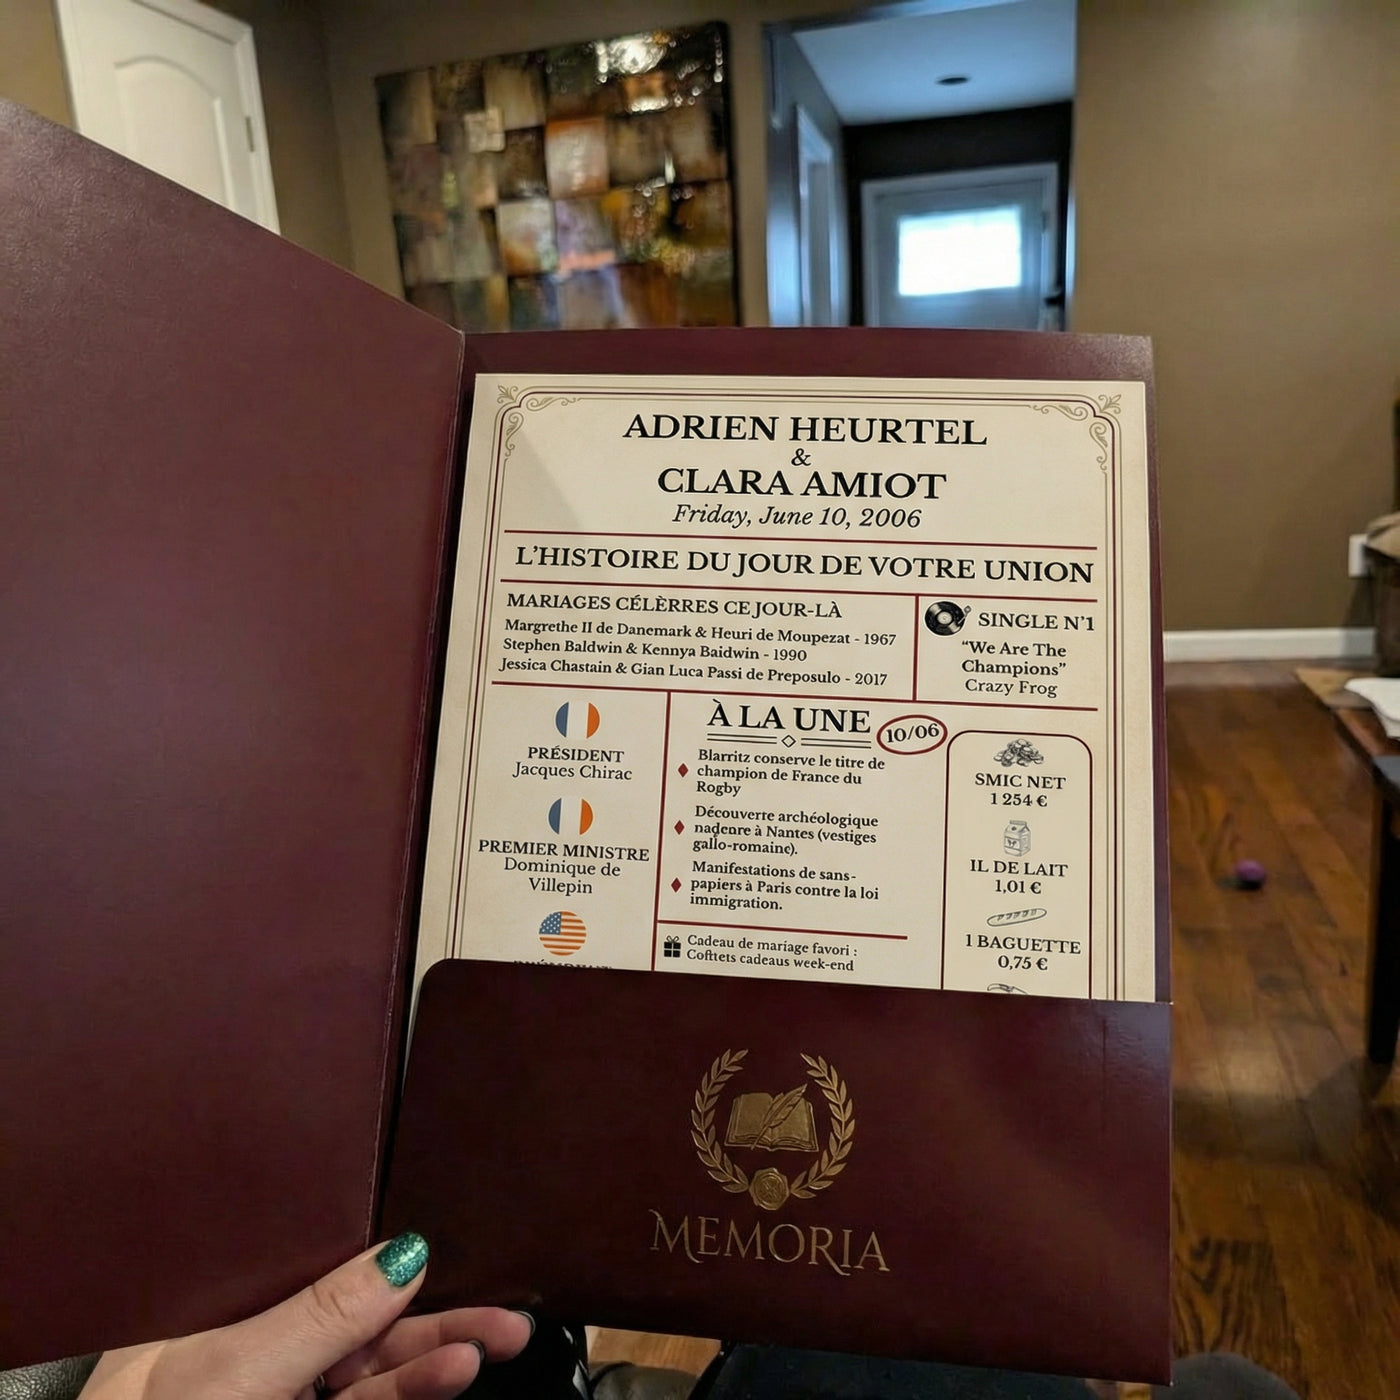 ADRIEN HEURTEL
&
CLARA AMIOT
Friday, June 10, 2006
L'HISTOIRE DU JOUR DE VOTRE UNION
MARIAGES CÉLÈRRES CE JOUR-LÀ
Margrethe II de Danemark & Heuri de Moupezat - 1967
Stephen Baldwin & Kennya Baidwin - 1990
Jessica Chastain & Gian Luca Passi de Preposulo - 2017
SINGLE N'1
“We Are The
Champions”
Crazy Frog
PRÉSIDENT
Jacques Chirac
PREMIER MINISTRE
Dominique de
Villepin
À LA UNE
10/06
Blarritz conserve le titre de
champion de France du
Rogby
Découverre archéologique
nadenre à Nantes (vestiges
gallo-romaine).
Manifestations de sans-
papiers à Paris contre la loi
immigration.
Cadeau de mariage favori :
Coftets cadeaus week-end
SMIC NET
1 254 €
IL DE LAIT
1,01 €
1 BAGUETTE
0,75 €
MEMORIA